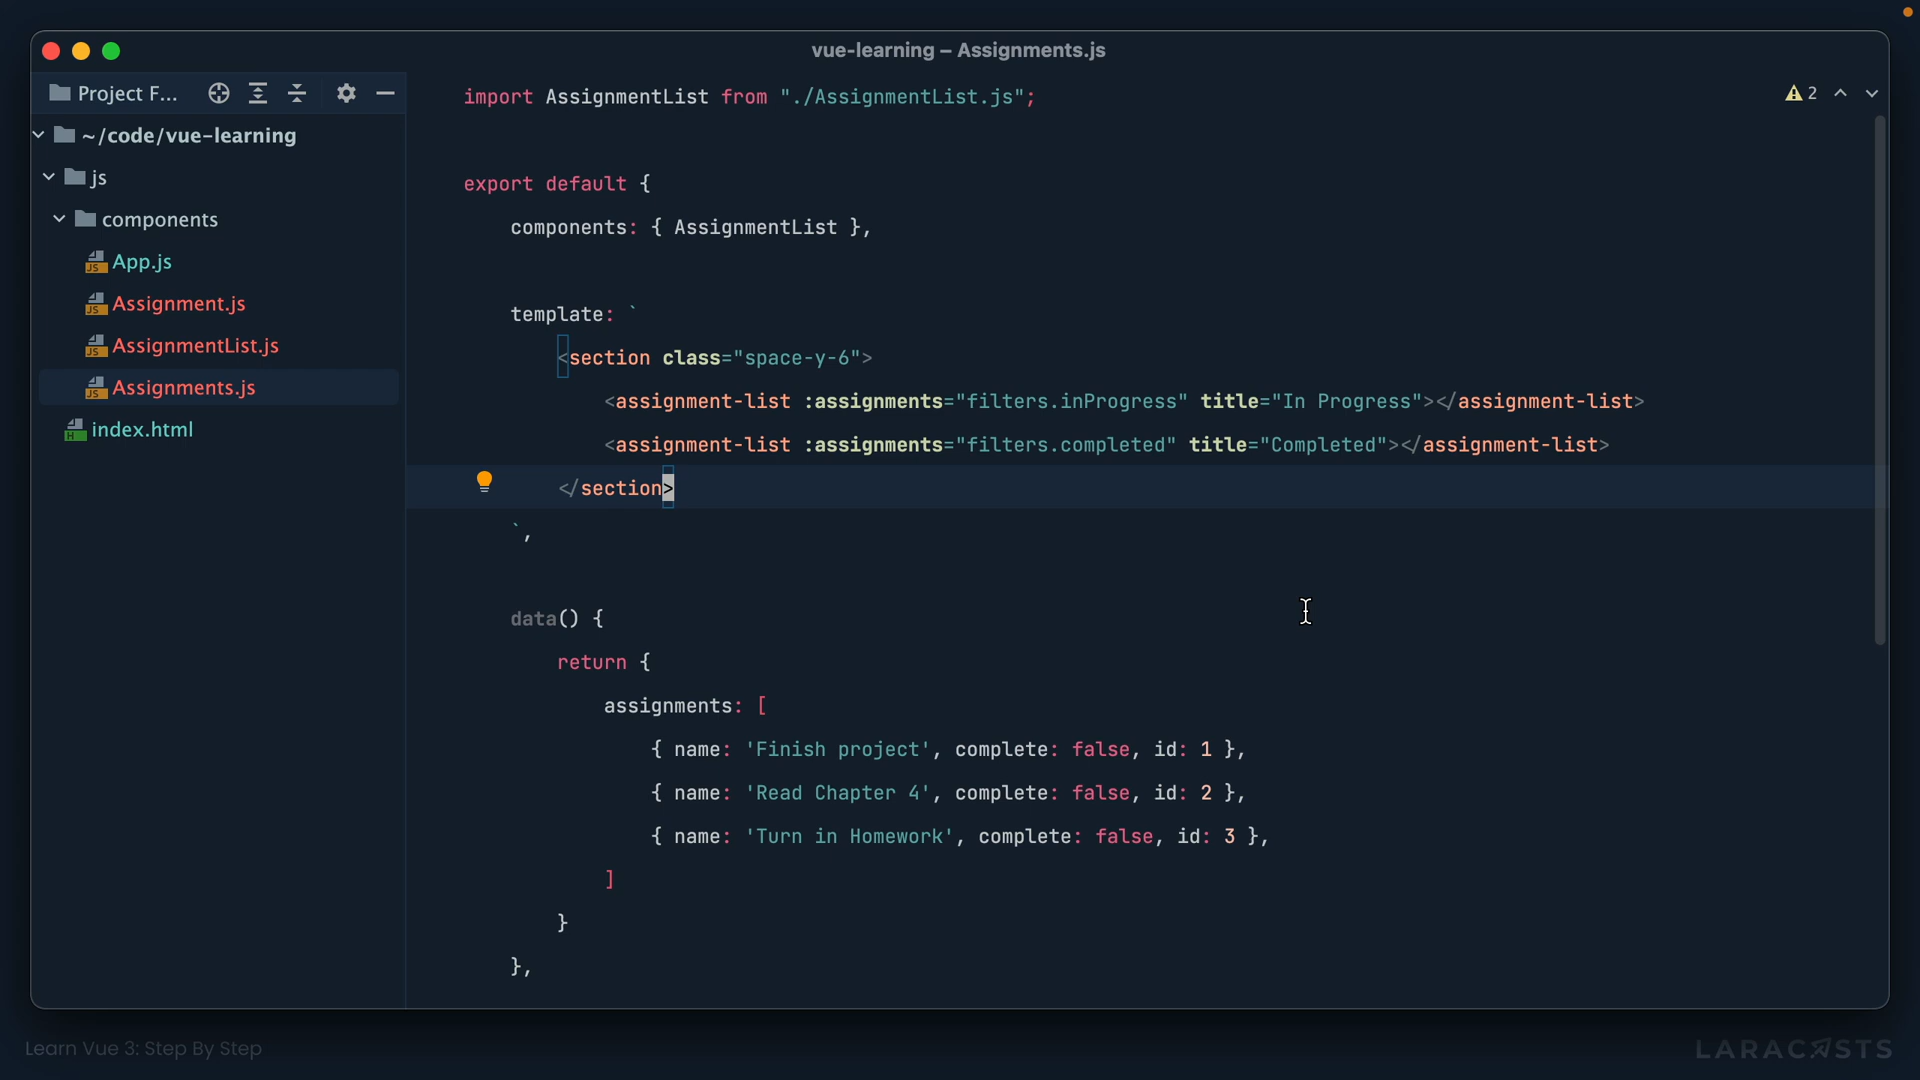 vue-learning – Assignments.js
Project F...
~/code/vue-learning
js
components
App.js
Assignment.js
AssignmentList.js
Assignments.js
index.html
2
import AssignmentList from "./AssignmentList.js";
export default {
components: { AssignmentList },
template: `
<section class="space-y-6">
<assignment-list :assignments="filters.inProgress" title="In Progress"></assignment-list>
<assignment-list :assignments="filters.completed" title="Completed"></assignment-list>
</section>
`,
data() {
return {
assignments: [
{ name: 'Finish project', complete: false, id: 1 },
{ name: 'Read Chapter 4', complete: false, id: 2 },
{ name: 'Turn in Homework', complete: false, id: 3 },
]
}
},
Learn Vue 3: Step By Step
LARACASTS